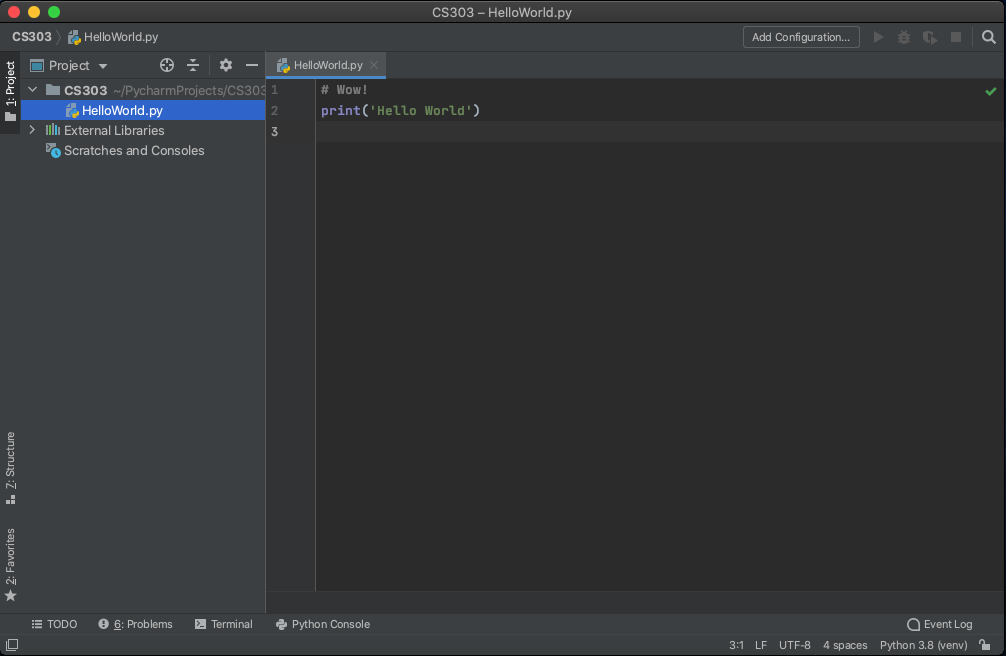 CS303 – HelloWorld.py
CS303 HelloWorld.py Add Configuration...
1: Project
Project
CS303 ~/PycharmProjects/CS303
HelloWorld.py
External Libraries
Scratches and Consoles
HelloWorld.py
1 # Wow!
2 print('Hello World')
3
7: Structure
2: Favorites
TODO 6: Problems Terminal Python Console Event Log
3:1 LF UTF-8 4 spaces Python 3.8 (venv)